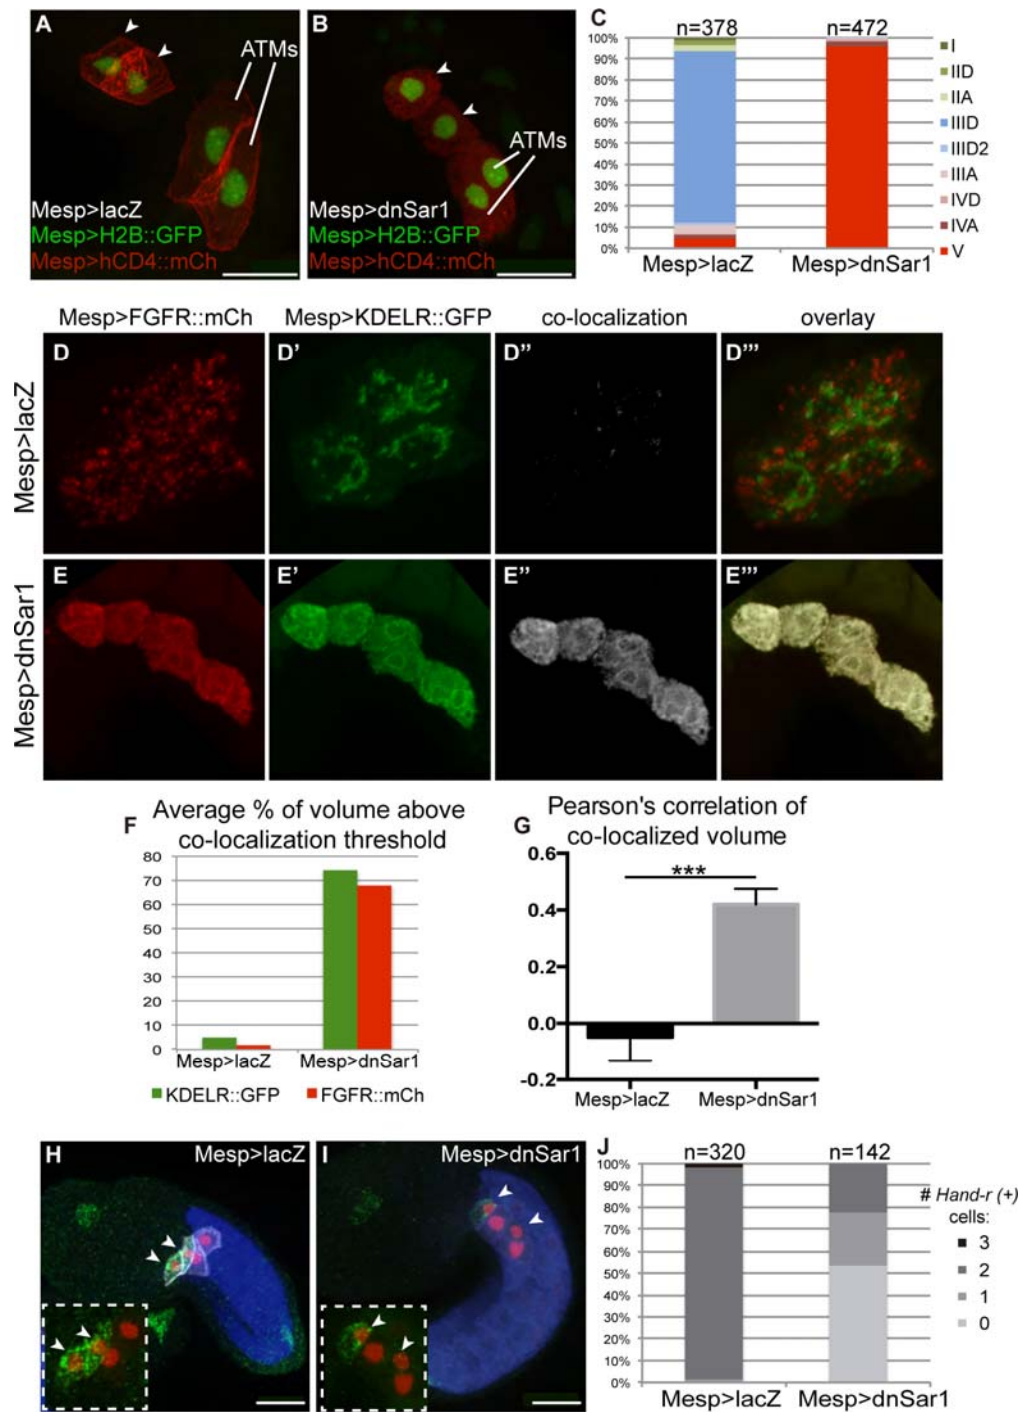 A
ATMs
Mesp>lacZ
Mesp>H2B::GFP
Mesp>hCD4::mCh
B
ATMs
Mesp>dnSar1
Mesp>H2B::GFP
Mesp>hCD4::mCh
C
n=378
n=472
100%
90%
80%
70%
60%
50%
40%
30%
20%
10%
0%
Mesp>lacZ
Mesp>dnSar1
I
IID
IIA
IIID
IIID2
IIIA
IVD
IVA
V
Mesp>FGFR::mCh
Mesp>KDELR::GFP
co-localization
overlay
Mesp>lacZ
D
D'
D''
D'''
Mesp>dnSar1
E
E'
E''
E'''
F
Average % of volume above
co-localization threshold
80
70
60
50
40
30
20
10
0
Mesp>lacZ
Mesp>dnSar1
KDELR::GFP
FGFR::mCh
G
Pearson's correlation of
co-localized volume
0.6
0.4
0.2
0.0
-0.2
***
Mesp>lacZ
Mesp>dnSar1
H
Mesp>lacZ
I
Mesp>dnSar1
J
n=320
n=142
100%
90%
80%
70%
60%
50%
40%
30%
20%
10%
0%
Mesp>lacZ
Mesp>dnSar1
# Hand-r (+)
cells:
3
2
1
0